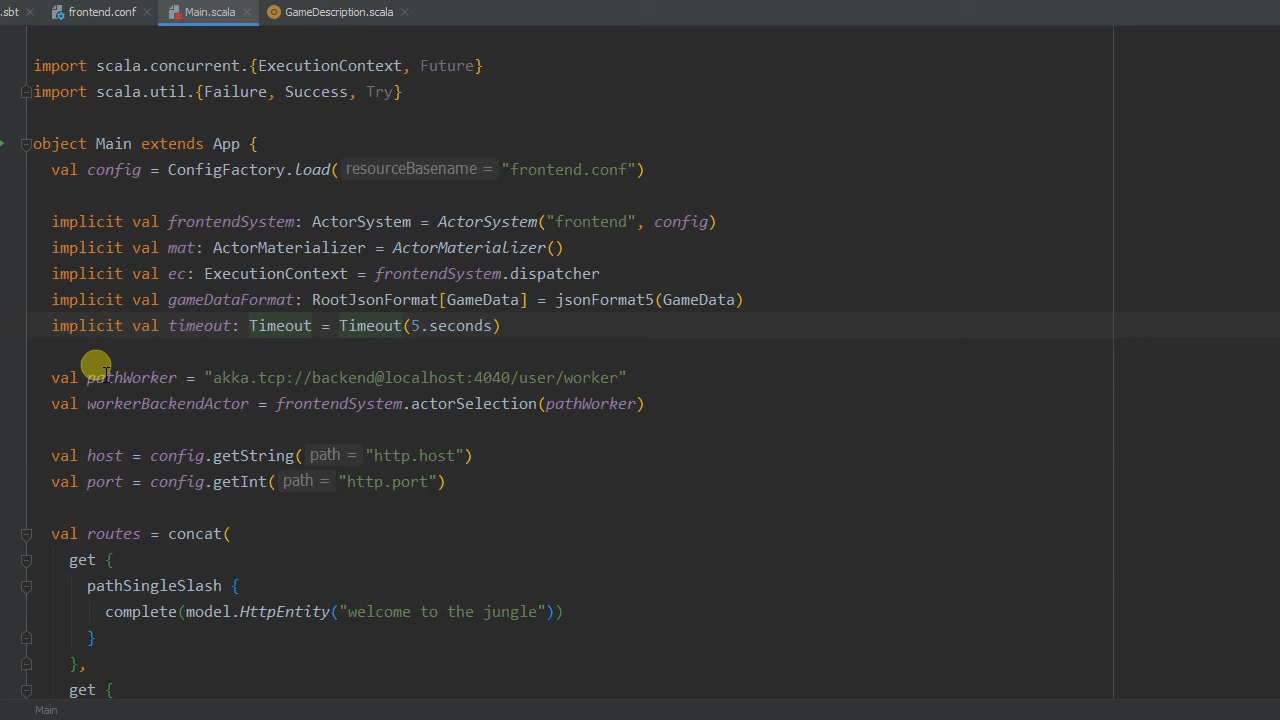 .sbt frontend.conf Main.scala GameDescription.scala
import scala.concurrent.{ExecutionContext, Future}
import scala.util.{Failure, Success, Try}
object Main extends App {
val config = ConfigFactory.load( resourceBasename = "frontend.conf")
implicit val frontendSystem: ActorSystem = ActorSystem("frontend", config)
implicit val mat: ActorMaterializer = ActorMaterializer()
implicit val ec: ExecutionContext = frontendSystem.dispatcher
implicit val gameDataFormat: RootJsonFormat[GameData] = jsonFormat5(GameData)
implicit val timeout: Timeout = Timeout(5.seconds)
val pathWorker = "akka.tcp://backend@localhost:4040/user/worker"
val workerBackendActor = frontendSystem.actorSelection(pathWorker)
val host = config.getString( path = "http.host")
val port = config.getInt( path = "http.port")
val routes = concat(
get {
pathSingleSlash {
complete(model.HttpEntity("welcome to the jungle"))
}
},
get {
Main